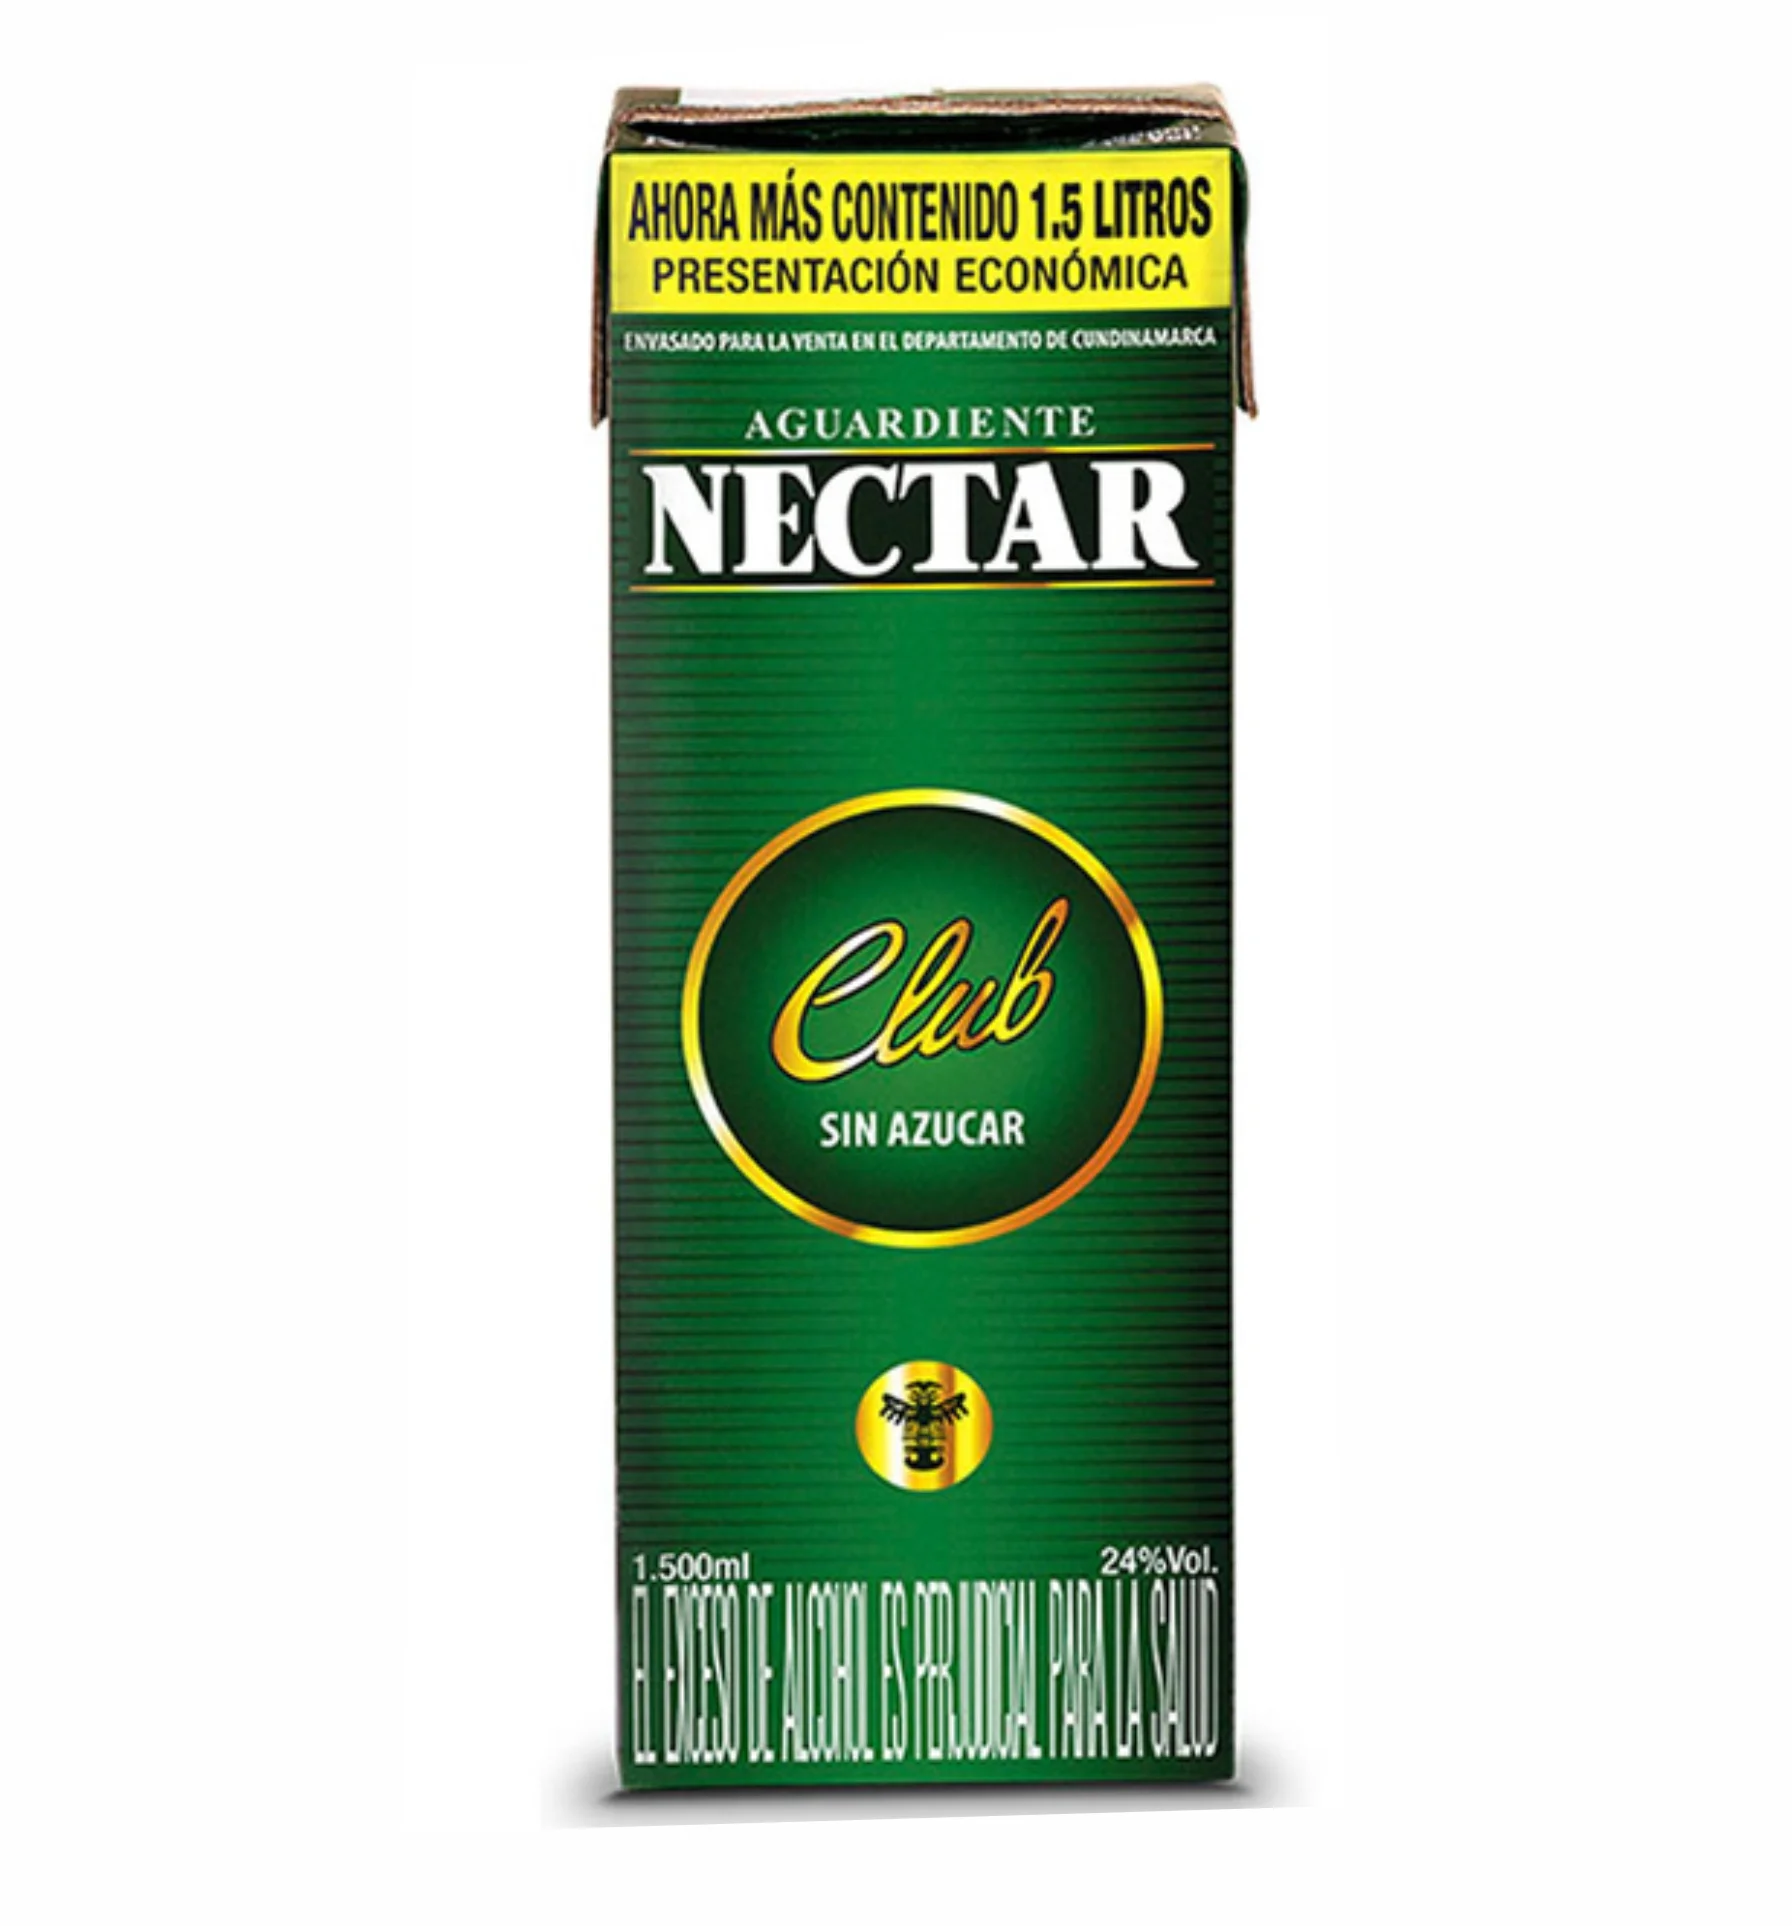 AHORA MÁS CONTENIDO 1.5 LITROS
PRESENTACIÓN ECONÓMICA
ENVASADO PARA LA VENTA EN EL DEPARTAMENTO DE CUNDINAMARCA
AGUARDIENTE
NECTAR
Club
SIN AZUCAR
1.500ml 24%Vol.
EL EXCESO DE ALCOHOL ES PERJUDICIAL PARA LA SALUD